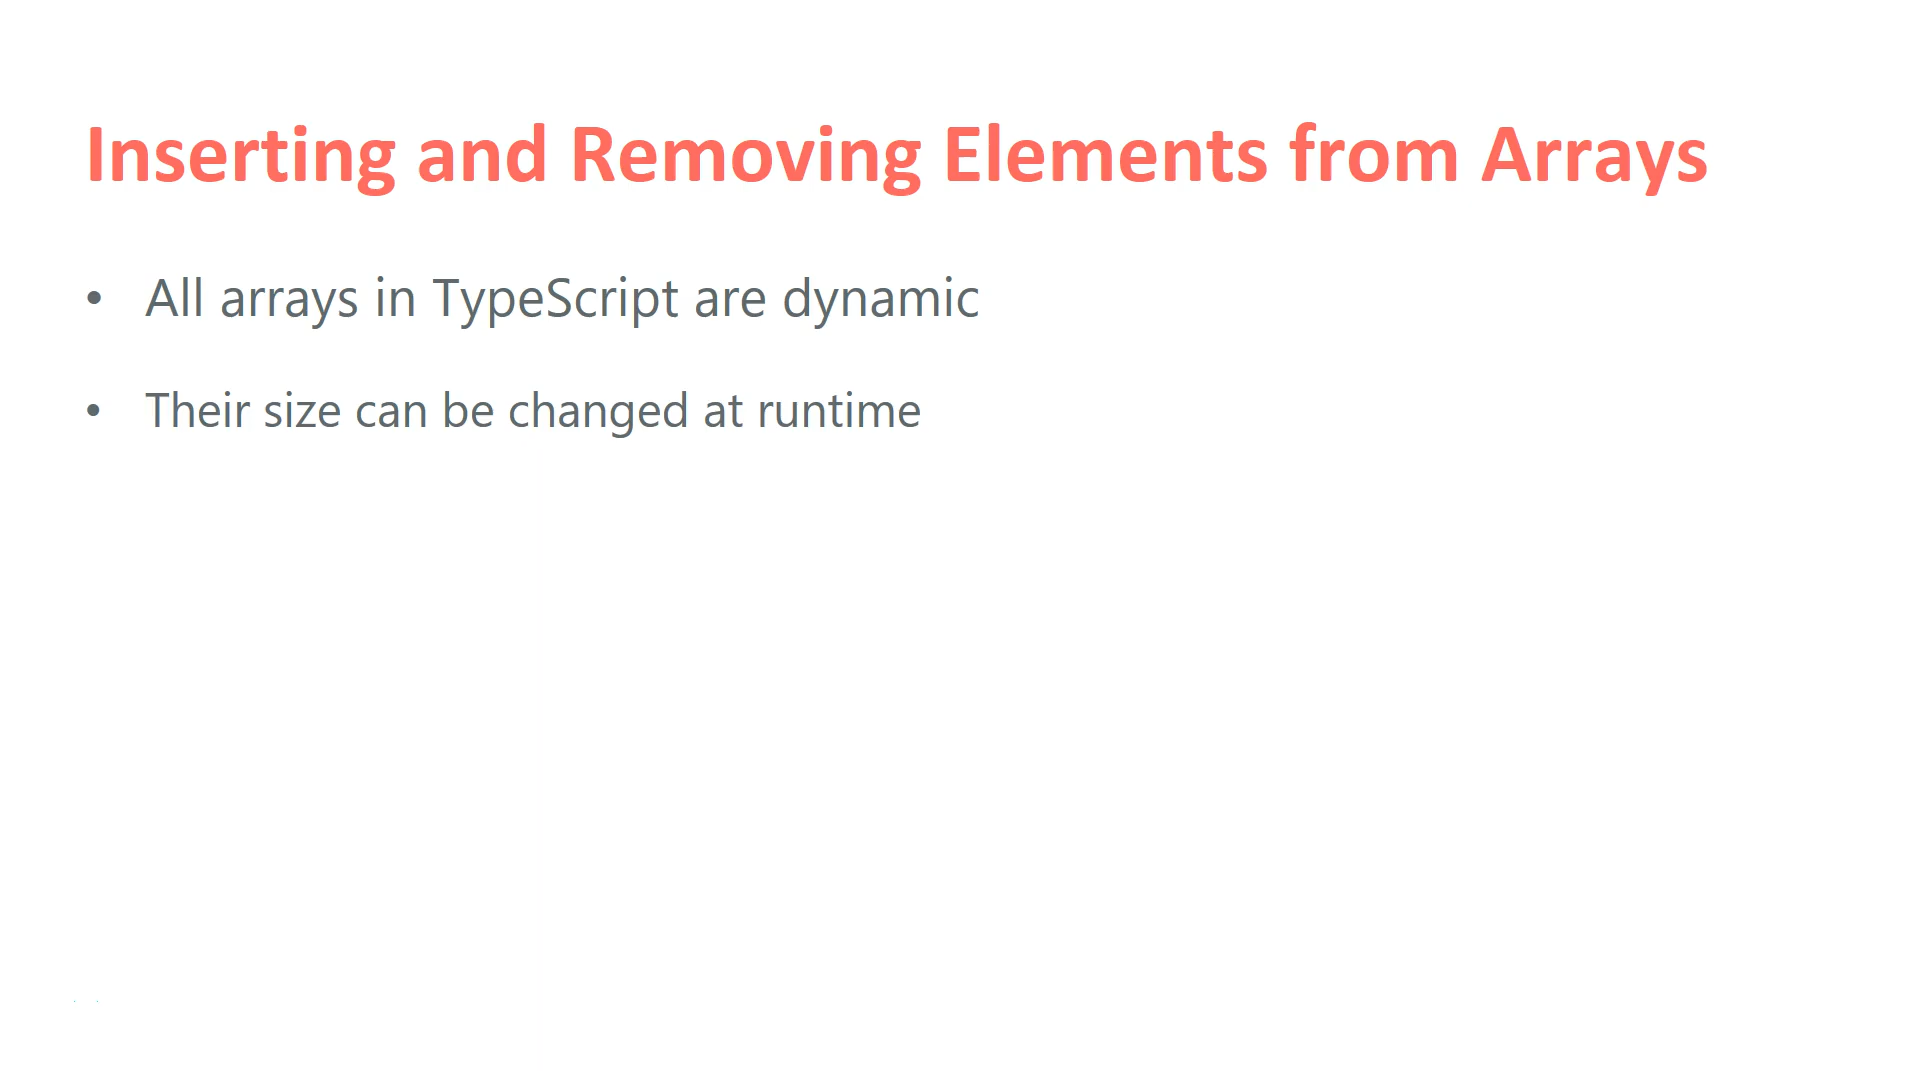 Inserting and Removing Elements from Arrays
• All arrays in TypeScript are dynamic
• Their size can be changed at runtime